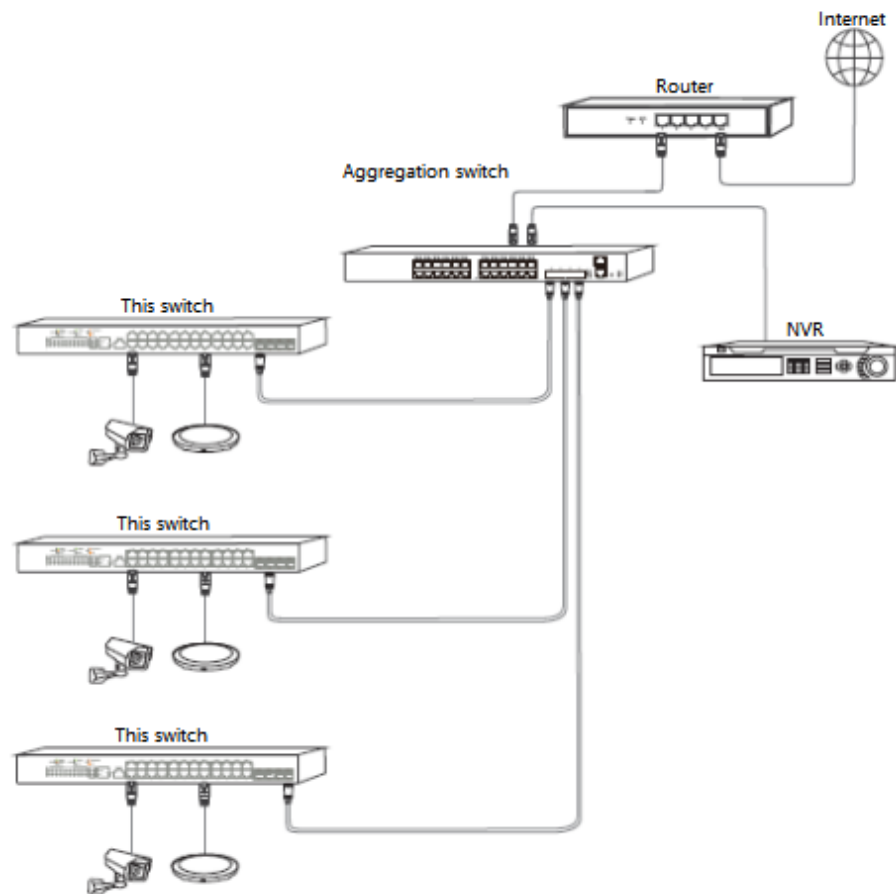 Internet
Router
Aggregation switch
This switch
NVR
This switch
This switch